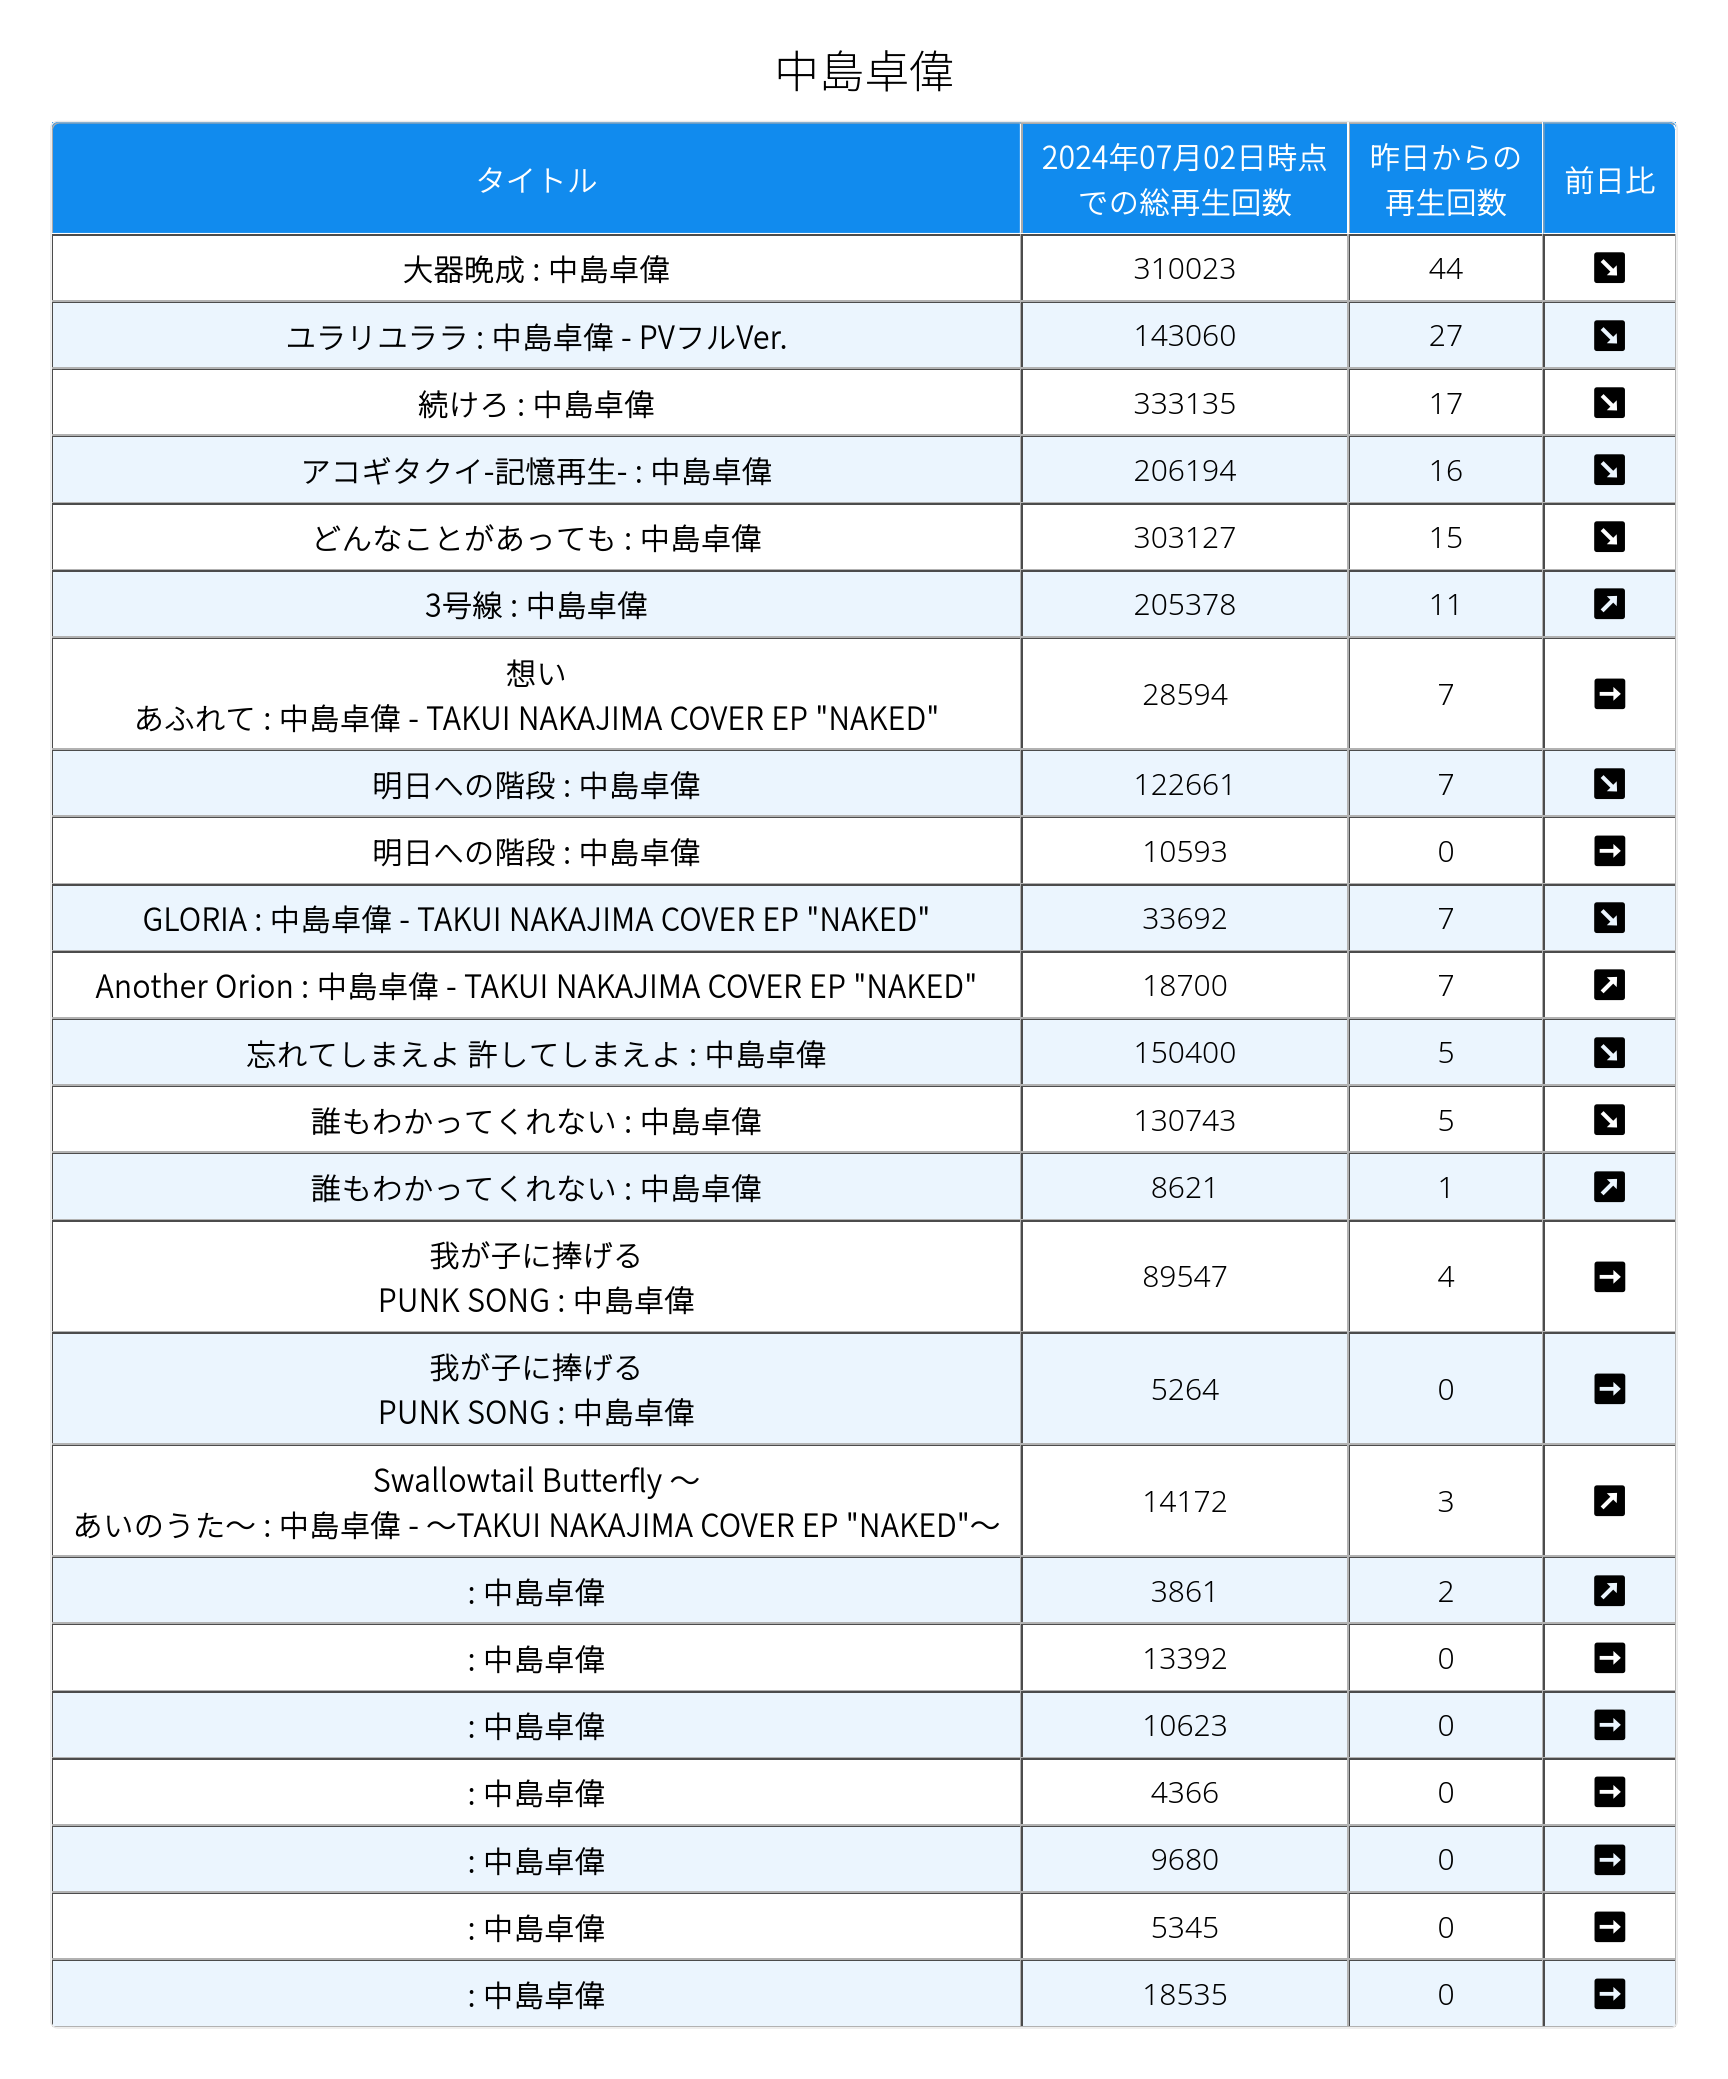 中島卓偉
タイトル
2024年07月02日時点
での総再生回数
昨日からの
再生回数
前日比
大器晩成 : 中島卓偉 310023 44 ↘
ユラリユララ : 中島卓偉 - PVフルVer. 143060 27 ↘
続けろ : 中島卓偉 333135 17 ↘
アコギタクイ-記憶再生- : 中島卓偉 206194 16 ↘
どんなことがあっても : 中島卓偉 303127 15 ↘
3号線 : 中島卓偉 205378 11 ↗
想い
あふれて : 中島卓偉 - TAKUI NAKAJIMA COVER EP "NAKED" 28594 7 →
明日への階段 : 中島卓偉 122661 7 ↘
明日への階段 : 中島卓偉 10593 0 →
GLORIA : 中島卓偉 - TAKUI NAKAJIMA COVER EP "NAKED" 33692 7 ↘
Another Orion : 中島卓偉 - TAKUI NAKAJIMA COVER EP "NAKED" 18700 7 ↗
忘れてしまえよ 許してしまえよ : 中島卓偉 150400 5 ↘
誰もわかってくれない : 中島卓偉 130743 5 ↘
誰もわかってくれない : 中島卓偉 8621 1 ↗
我が子に捧げる
PUNK SONG : 中島卓偉 89547 4 →
我が子に捧げる
PUNK SONG : 中島卓偉 5264 0 →
Swallowtail Butterfly ～
あいのうた～ : 中島卓偉 - ～TAKUI NAKAJIMA COVER EP "NAKED"～ 14172 3 ↗
: 中島卓偉 3861 2 ↗
: 中島卓偉 13392 0 →
: 中島卓偉 10623 0 →
: 中島卓偉 4366 0 →
: 中島卓偉 9680 0 →
: 中島卓偉 5345 0 →
: 中島卓偉 18535 0 →